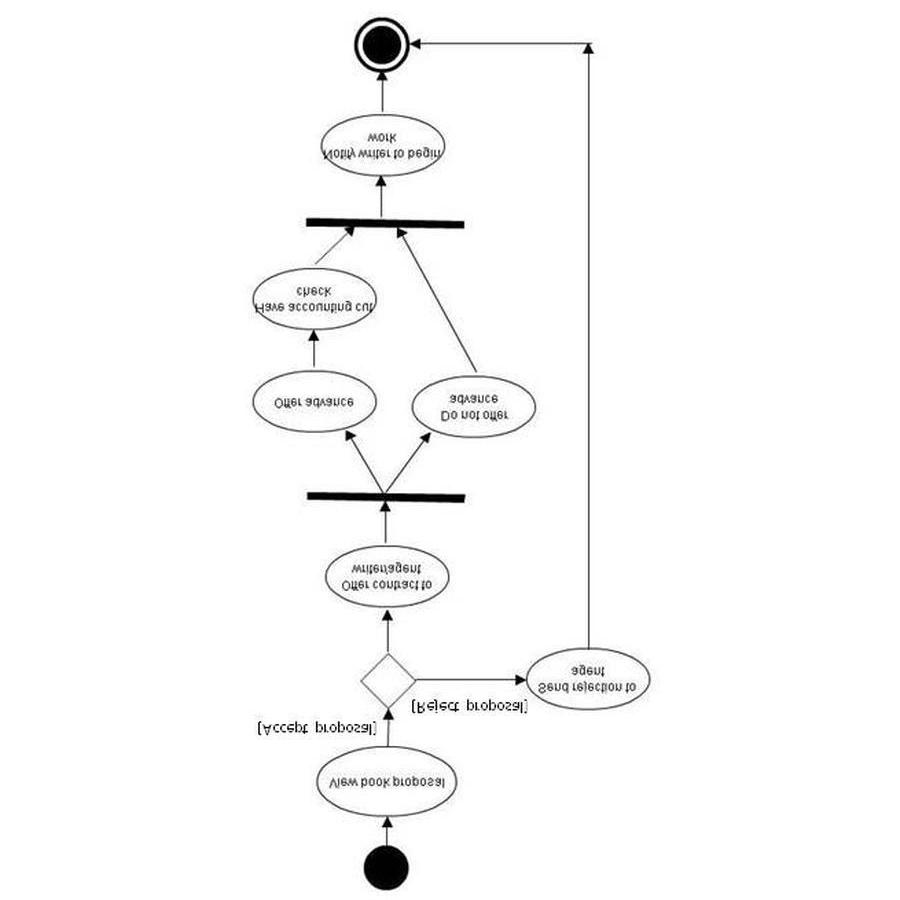 View book proposal
[Accept proposal]
[Reject proposal]
Send rejection to
agent
Offer contract to
writer/agent
Offer advance
Do not offer
advance
Have accounting cut
check
Notify writer to begin
work